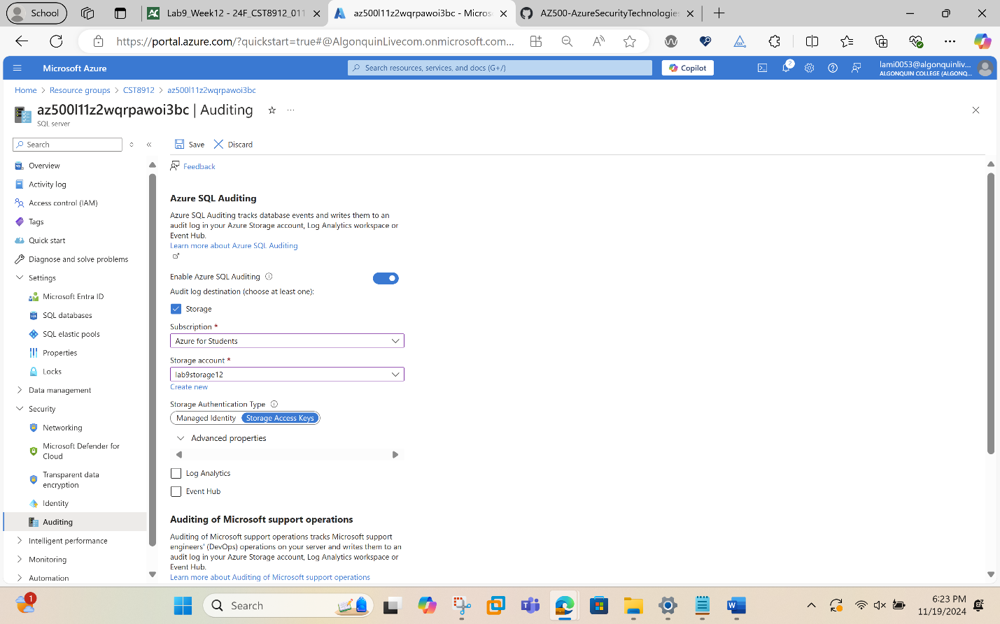 School
Lab9_Week12 - 24F_CST8912_011
az500l11z2wqrpawoi3bc - Micros
AZ500-AzureSecurityTechnologies
https://portal.azure.com/?quickstart=true#@AlgonquinLivecom.onmicrosoft.com...
Microsoft Azure
Search resources, services, and docs (G+/)
Copilot
2
lami0053@algonquinliv...
ALGONQUIN COLLEGE (ALGONQ...
Home > Resource groups > CST8912 > az500l11z2wqrpawoi3bc
az500l11z2wqrpawoi3bc | Auditing
SQL server
Search
Save
Discard
Feedback
Overview
Activity log
Access control (IAM)
Tags
Quick start
Diagnose and solve problems
Settings
Microsoft Entra ID
SQL databases
SQL elastic pools
Properties
Locks
Data management
Security
Networking
Microsoft Defender for
Cloud
Transparent data
encryption
Identity
Auditing
Intelligent performance
Monitoring
Automation
Azure SQL Auditing
Azure SQL Auditing tracks database events and writes them to an
audit log in your Azure Storage account, Log Analytics workspace or
Event Hub.
Learn more about Azure SQL Auditing
Enable Azure SQL Auditing
Audit log destination (choose at least one):
Storage
Subscription *
Azure for Students
Storage account *
lab9storage12
Create new
Storage Authentication Type
Managed Identity Storage Access Keys
Advanced properties
Log Analytics
Event Hub
Auditing of Microsoft support operations
Auditing of Microsoft support operations tracks Microsoft support
engineers' (DevOps) operations on your server and writes them to an
audit log in your Azure Storage account, Log Analytics workspace or
Event Hub.
Learn more about Auditing of Microsoft support operations
1
Search
6:23 PM
11/19/2024